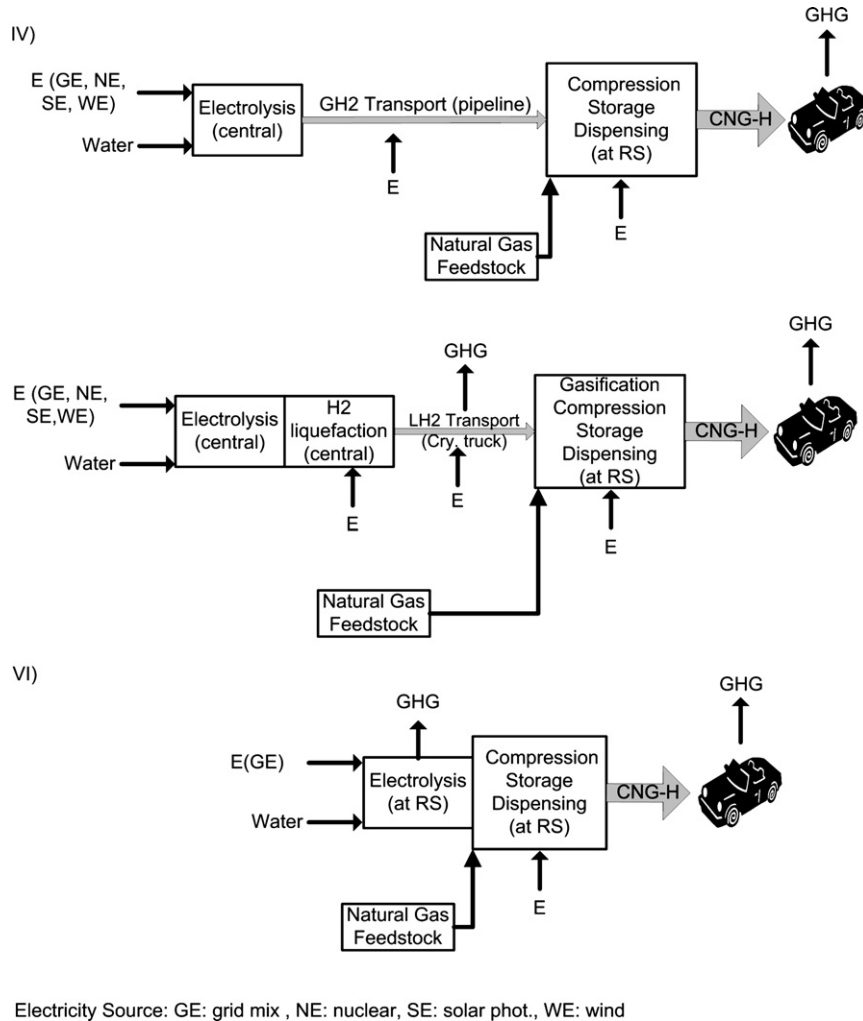 IV)
GHG
E (GE, NE,
SE, WE)
Water
Electrolysis
(central)
GH2 Transport (pipeline)
E
Compression
Storage
Dispensing
(at RS)
CNG-H
E
Natural Gas
Feedstock
GHG
E (GE, NE,
SE,WE)
Water
Electrolysis
(central)
H2
liquefaction
(central)
E
GHG
LH2 Transport
(Cry. truck)
E
Gasification
Compression
Storage
Dispensing
(at RS)
CNG-H
E
Natural Gas
Feedstock
VI)
GHG
GHG
E(GE)
Water
Electrolysis
(at RS)
Compression
Storage
Dispensing
(at RS)
CNG-H
E
Natural Gas
Feedstock
Electricity Source: GE: grid mix , NE: nuclear, SE: solar phot., WE: wind